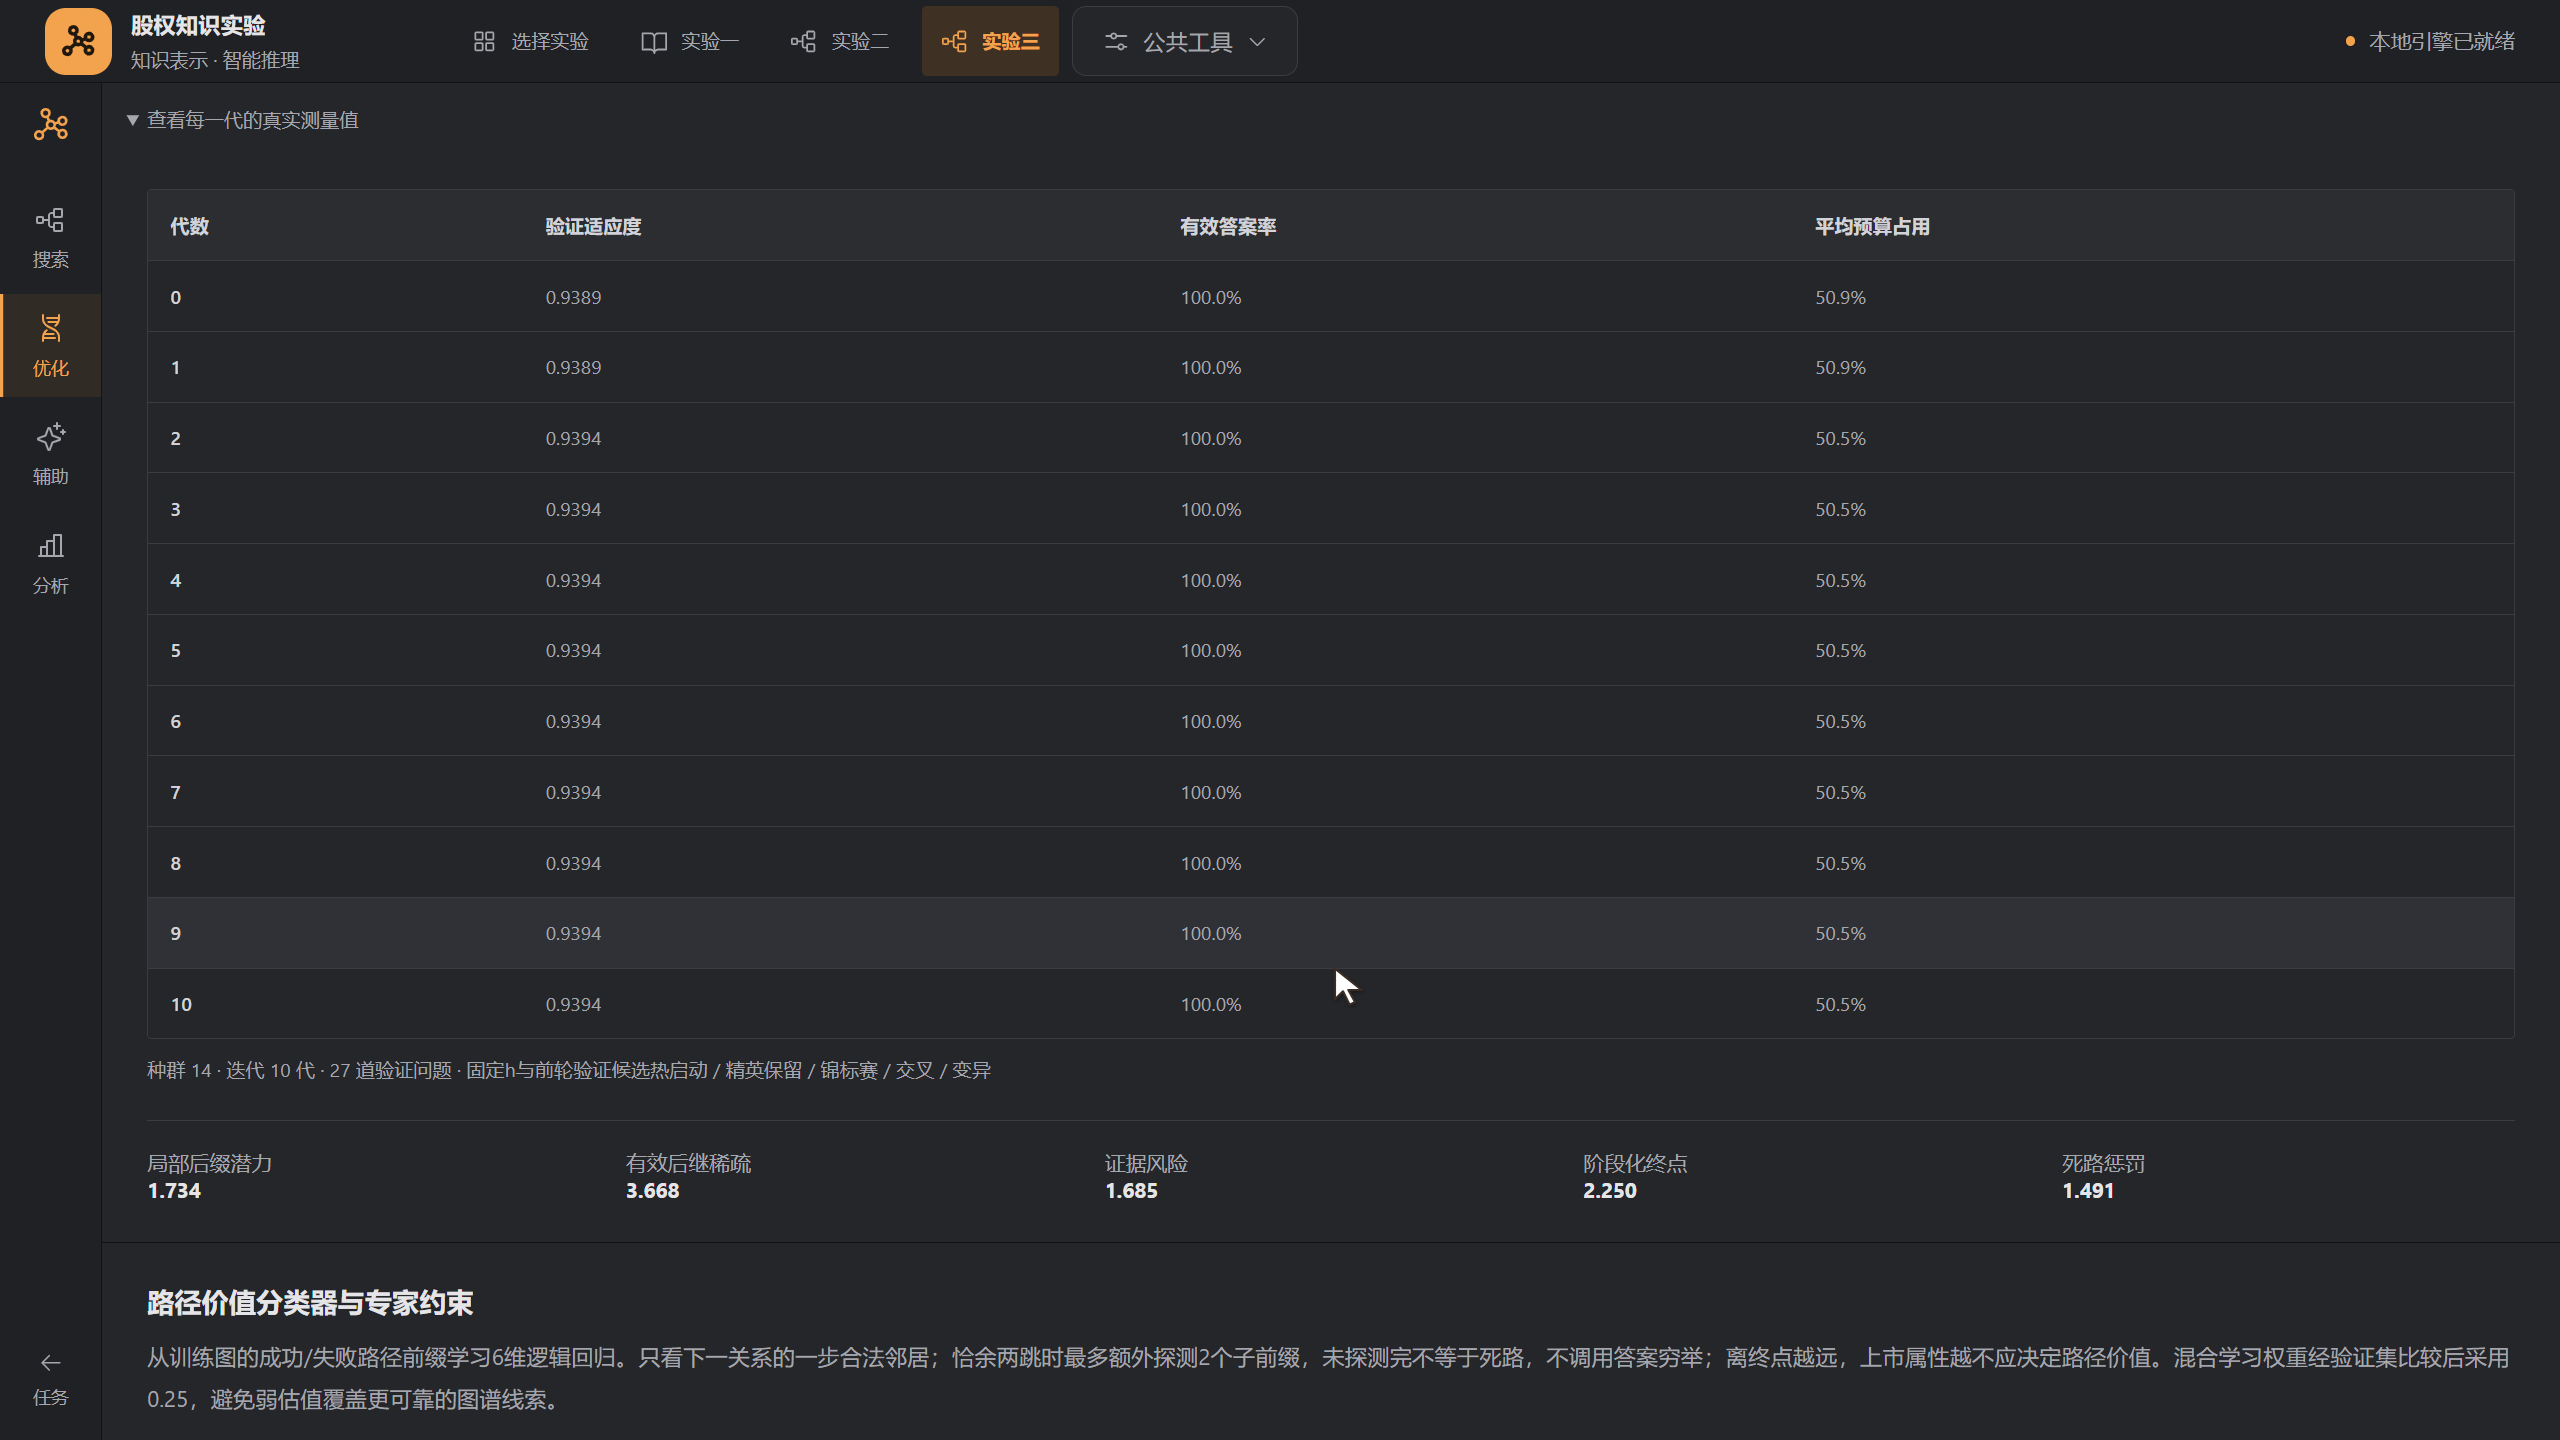 股权知识实验
知识表示 · 智能推理
选择实验
实验一
实验二
实验三
公共工具
本地引擎已就绪
搜索
优化
辅助
分析
任务
▼ 查看每一代的真实测量值
代数 验证适应度 有效答案率 平均预算占用
0 0.9389 100.0% 50.9%
1 0.9389 100.0% 50.9%
2 0.9394 100.0% 50.5%
3 0.9394 100.0% 50.5%
4 0.9394 100.0% 50.5%
5 0.9394 100.0% 50.5%
6 0.9394 100.0% 50.5%
7 0.9394 100.0% 50.5%
8 0.9394 100.0% 50.5%
9 0.9394 100.0% 50.5%
10 0.9394 100.0% 50.5%
种群 14 · 迭代 10 代 · 27 道验证问题 · 固定h与前轮验证候选热启动 / 精英保留 / 锦标赛 / 交叉 / 变异
局部后缀潜力 有效后继稀疏 证据风险 阶段化终点 死路惩罚
1.734 3.668 1.685 2.250 1.491
路径价值分类器与专家约束
从训练图的成功/失败路径前缀学习6维逻辑回归。只看下一关系的一步合法邻居；恰余两跳时最多额外探测2个子前缀，未探测完不等于死路，不调用答案穷举；离终点越远，上市属性越不应决定路径价值。混合学习权重经验证集比较后采用
0.25，避免弱估值覆盖更可靠的图谱线索。